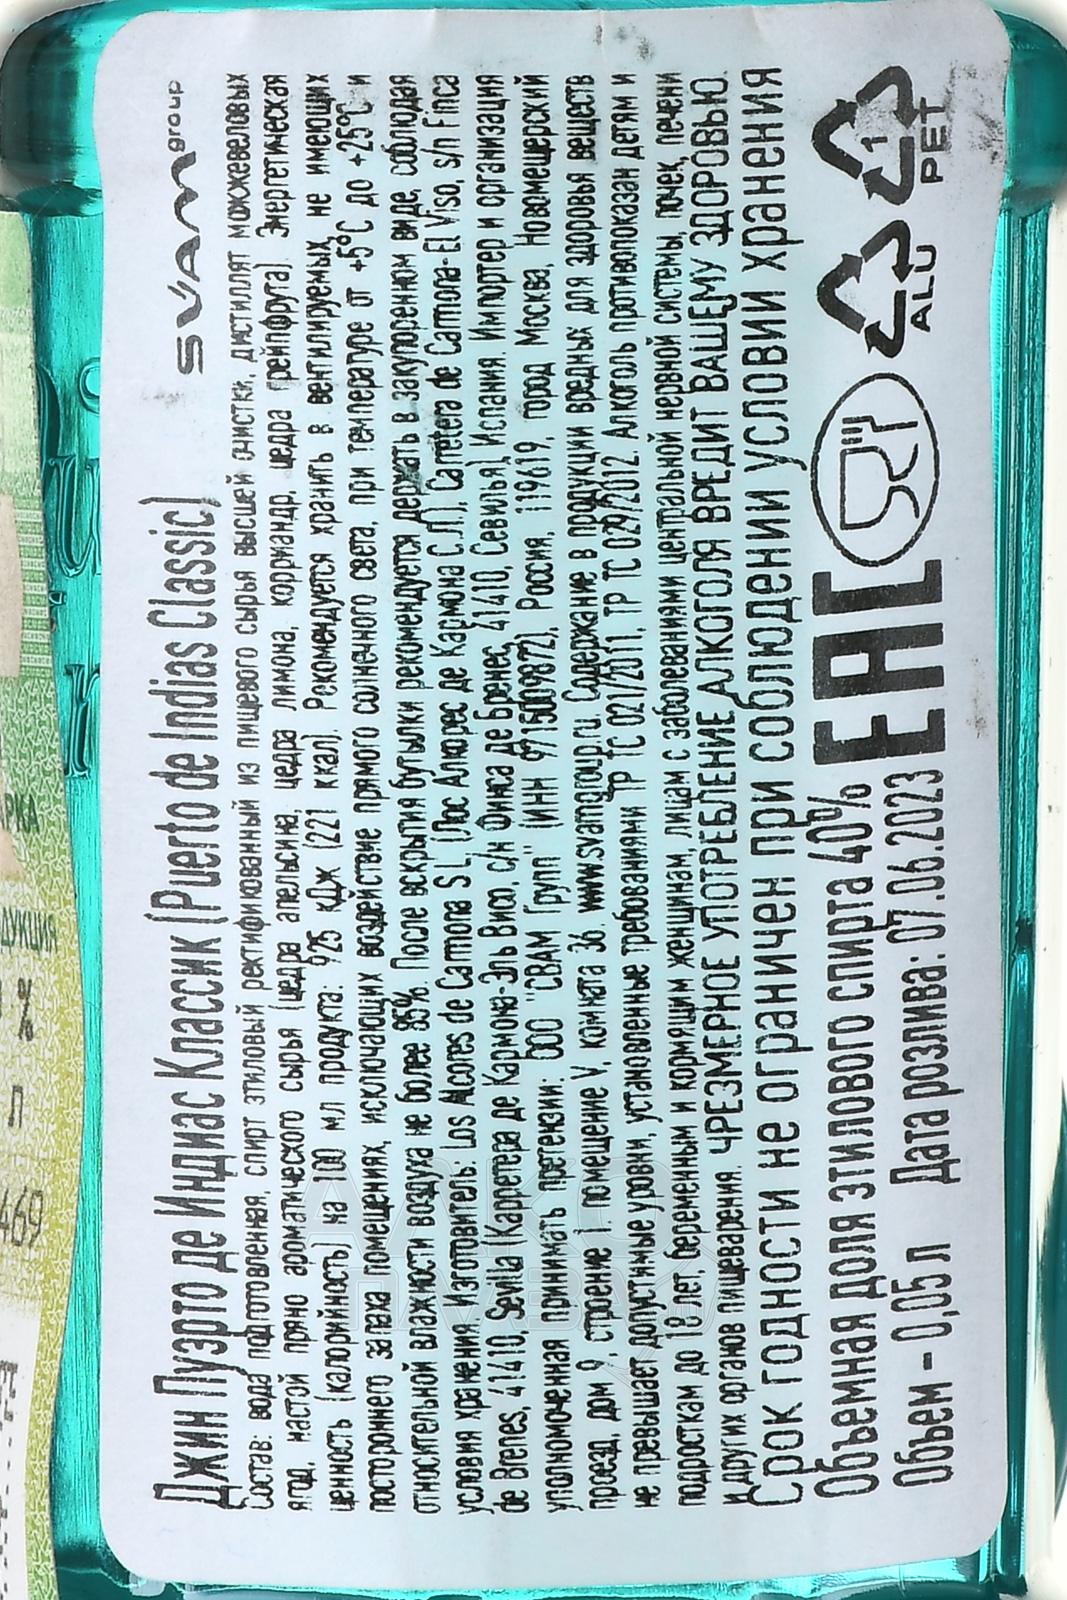 SVAM group
Джин Пуэрто де Индиас Классик (Puerto de Indias Classic)
Состав: вода подготовленная, спирт этиловый ректификованный из пищевого сырья высшей очистки, дистиллят можжевеловых
ягод, настой пряно ароматического сырья (цедра апельсина, цедра лимона, корриандр, цедра грейпфрута). Энергетическая
ценность (калорийность) на 100 мл продукта: 925 кДж (221 ккал). Рекомендуется хранить в вентилируемых, не имеющих
постороннего запаха помещениях, исключающих воздействие прямого солнечного света, при температуре от +5°С до +25°С и
относительной влажности воздуха не более 85%. После вскрытия бутылки рекомендуется держать в закупоренном виде, соблюдая
условия хранения. Изготовитель: Los Alcores de Carmona S.L. (Лос Алкорес де Кармона С.Л.), Carretera de Carmona- El Viso, s/n Finca
de Brenes, 41410, Sevilla (Карретера де Кармона-Эль Висо, с/н Финса де Бренес, 41410, Севилья), Испания. Импортер и организация
уполномоченная принимать претензии: ООО "СВАМ Групп" (ИНН 9715009872), Россия, 119619, город Москва, Новомещерский
проезд, дом 9, строение 1, помещение V, комната 36. www.svamgroup.ru. Содержание в продукции вредных для здоровья веществ
не превышает допустимые уровни, установленные требованиями ТР ТС 021/2011, ТР ТС 029/2012. Алкоголь противопоказан детям и
подросткам до 18 лет, беременным и кормящим женщинам, лицам с заболеваниями центральной нервной системы, почек, печени
и других органов пищеварения. ЧРЕЗМЕРНОЕ УПОТРЕБЛЕНИЕ АЛКОГОЛЯ ВРЕДИТ ВАШЕМУ ЗДОРОВЬЮ.
Срок годности не ограничен при соблюдении условий хранения
Объемная доля этилового спирта 40%
Объем - 0,05 л Дата розлива: 07.06.2023
EAC
ALU
1
PET
АРКА
ДУКЦИЯ
%
Л
469
АЛКО
ПЛАЗА